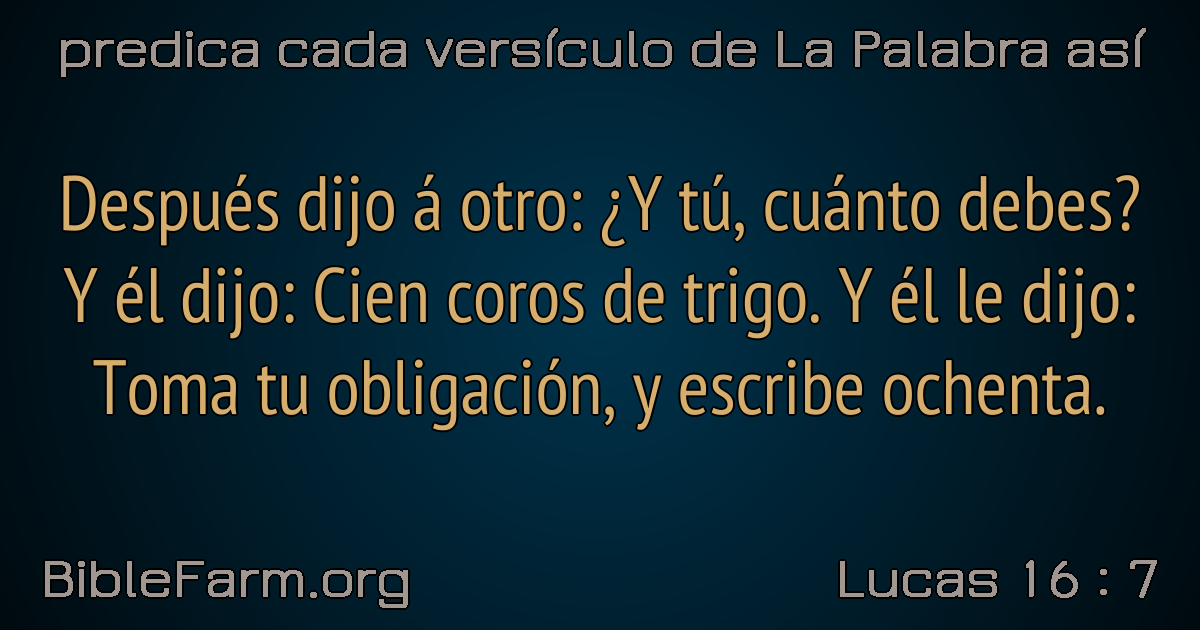 predica cada versículo de La Palabra así
Después dijo á otro: ¿Y tú, cuánto debes?
Y él dijo: Cien coros de trigo. Y él le dijo:
Toma tu obligación, y escribe ochenta.
BibleFarm.org
Lucas 16 : 7